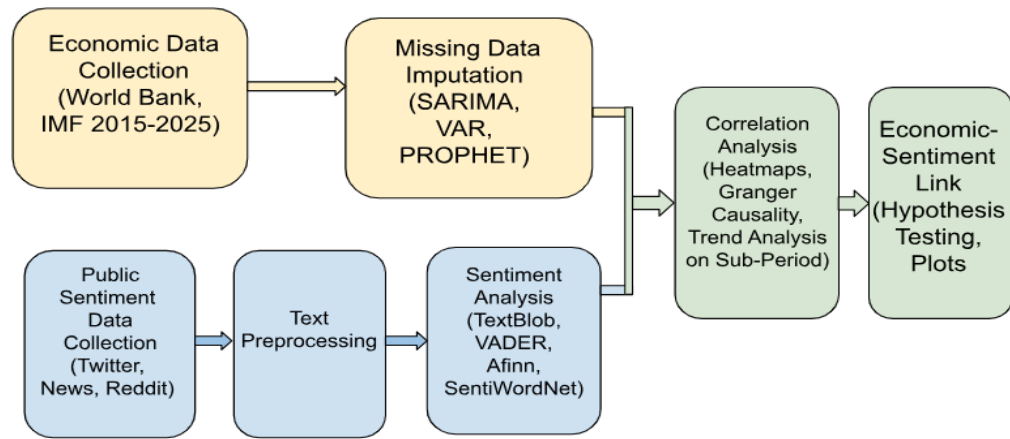 Economic Data
Collection
(World Bank,
IMF 2015-2025)
Missing Data
Imputation
(SARIMA,
VAR,
PROPHET)
Public
Sentiment
Data
Collection
(Twitter,
News, Reddit)
Text
Preprocessing
Sentiment
Analysis
(TextBlob,
VADER,
Afinn,
SentiWordNet)
Correlation
Analysis
(Heatmaps,
Granger
Causality,
Trend Analysis
on Sub-Period)
Economic-
Sentiment
Link
(Hypothesis
Testing,
Plots